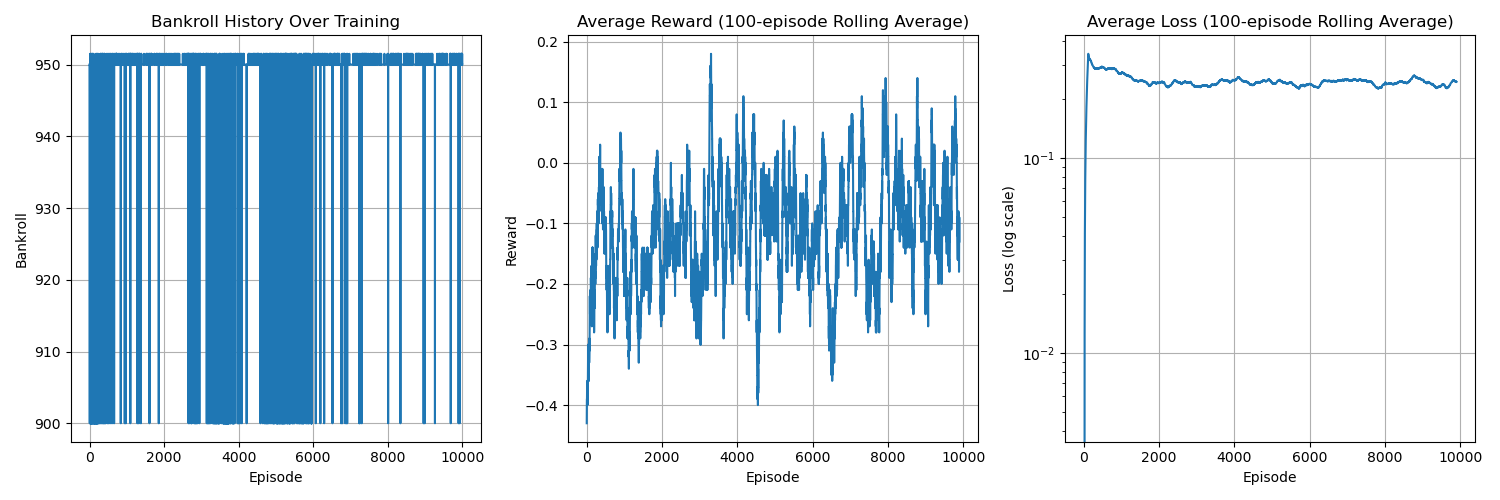 Bankroll History Over Training
Bankroll
950
940
930
920
910
900
0 2000 4000 6000 8000 10000
Episode
Average Reward (100-episode Rolling Average)
Reward
0.2
0.1
0.0
−0.1
−0.2
−0.3
−0.4
0 2000 4000 6000 8000 10000
Episode
Average Loss (100-episode Rolling Average)
Loss (log scale)
10⁻¹
10⁻²
0 2000 4000 6000 8000 10000
Episode